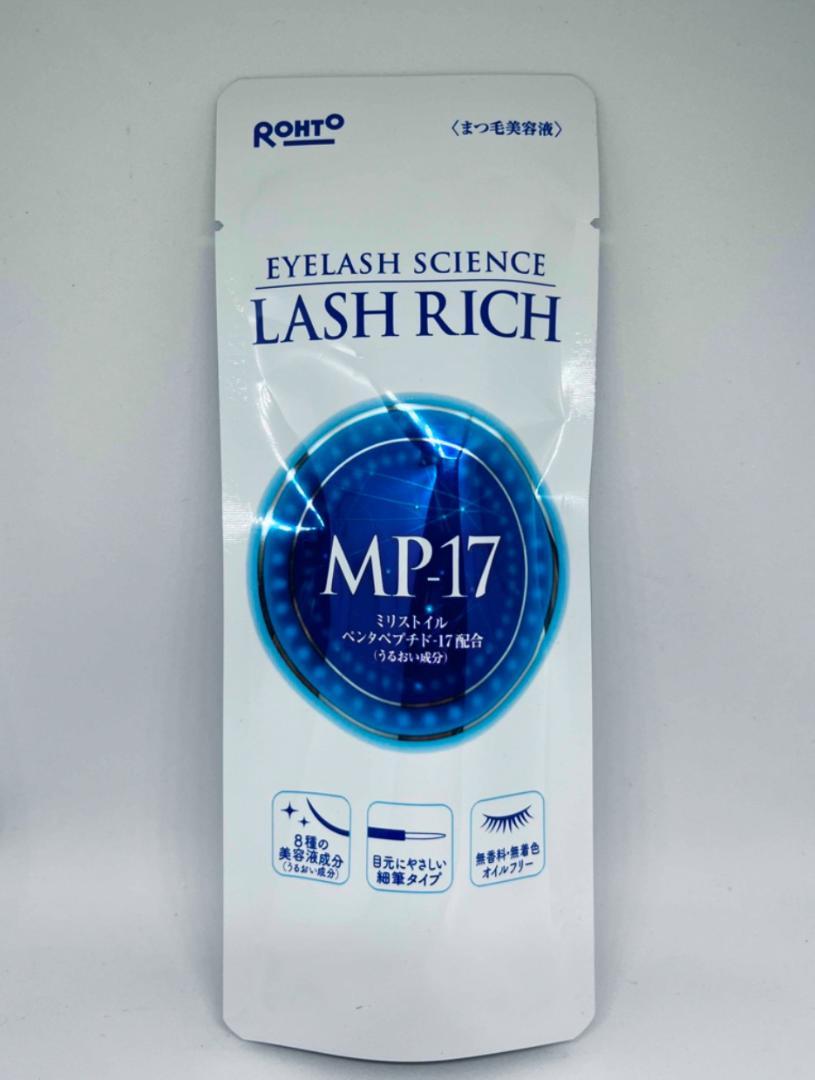 ROHTO
〈まつ毛美容液〉
EYELASH SCIENCE
LASH RICH
MP-17
ミリストイル
ペンタペプチド-17配合
(うるおい成分)
8種の
美容液成分
(うるおい成分)
目元にやさしい
細筆タイプ
無香料・無着色
オイルフリー